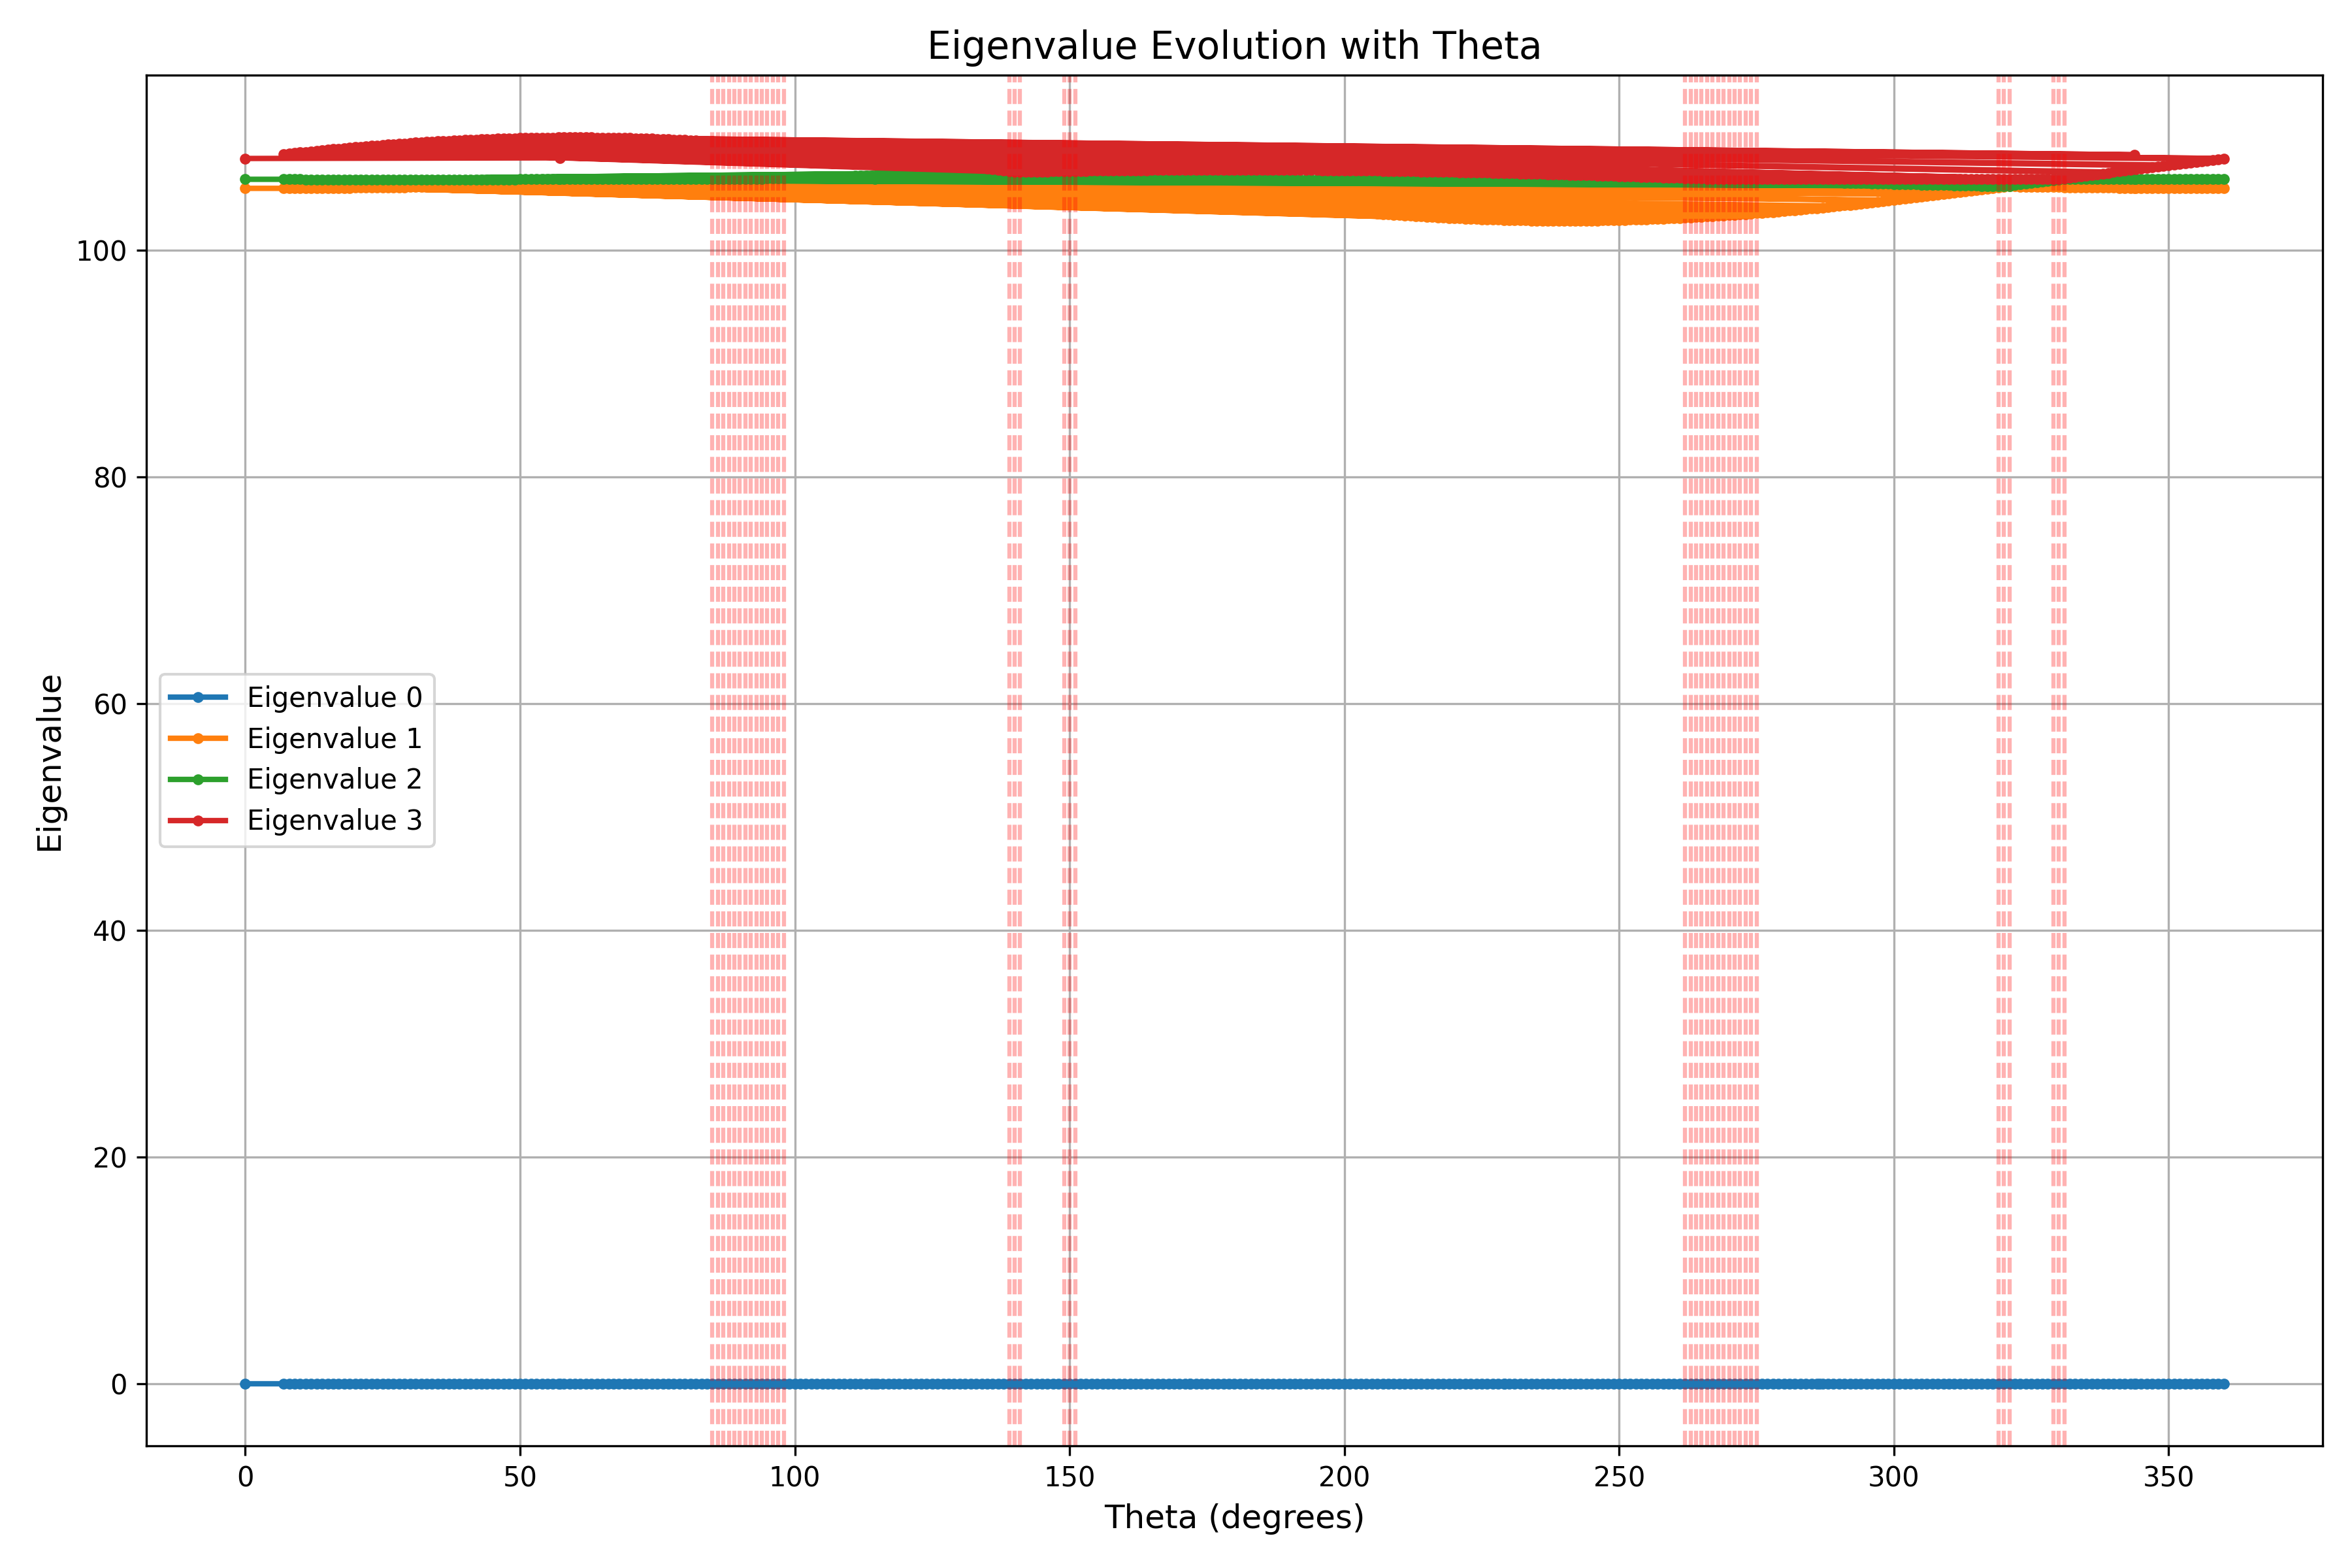 Eigenvalue Evolution with Theta
Eigenvalue
100
80
60
40
20
0
Eigenvalue 0
Eigenvalue 1
Eigenvalue 2
Eigenvalue 3
0 50 100 150 200 250 300 350
Theta (degrees)